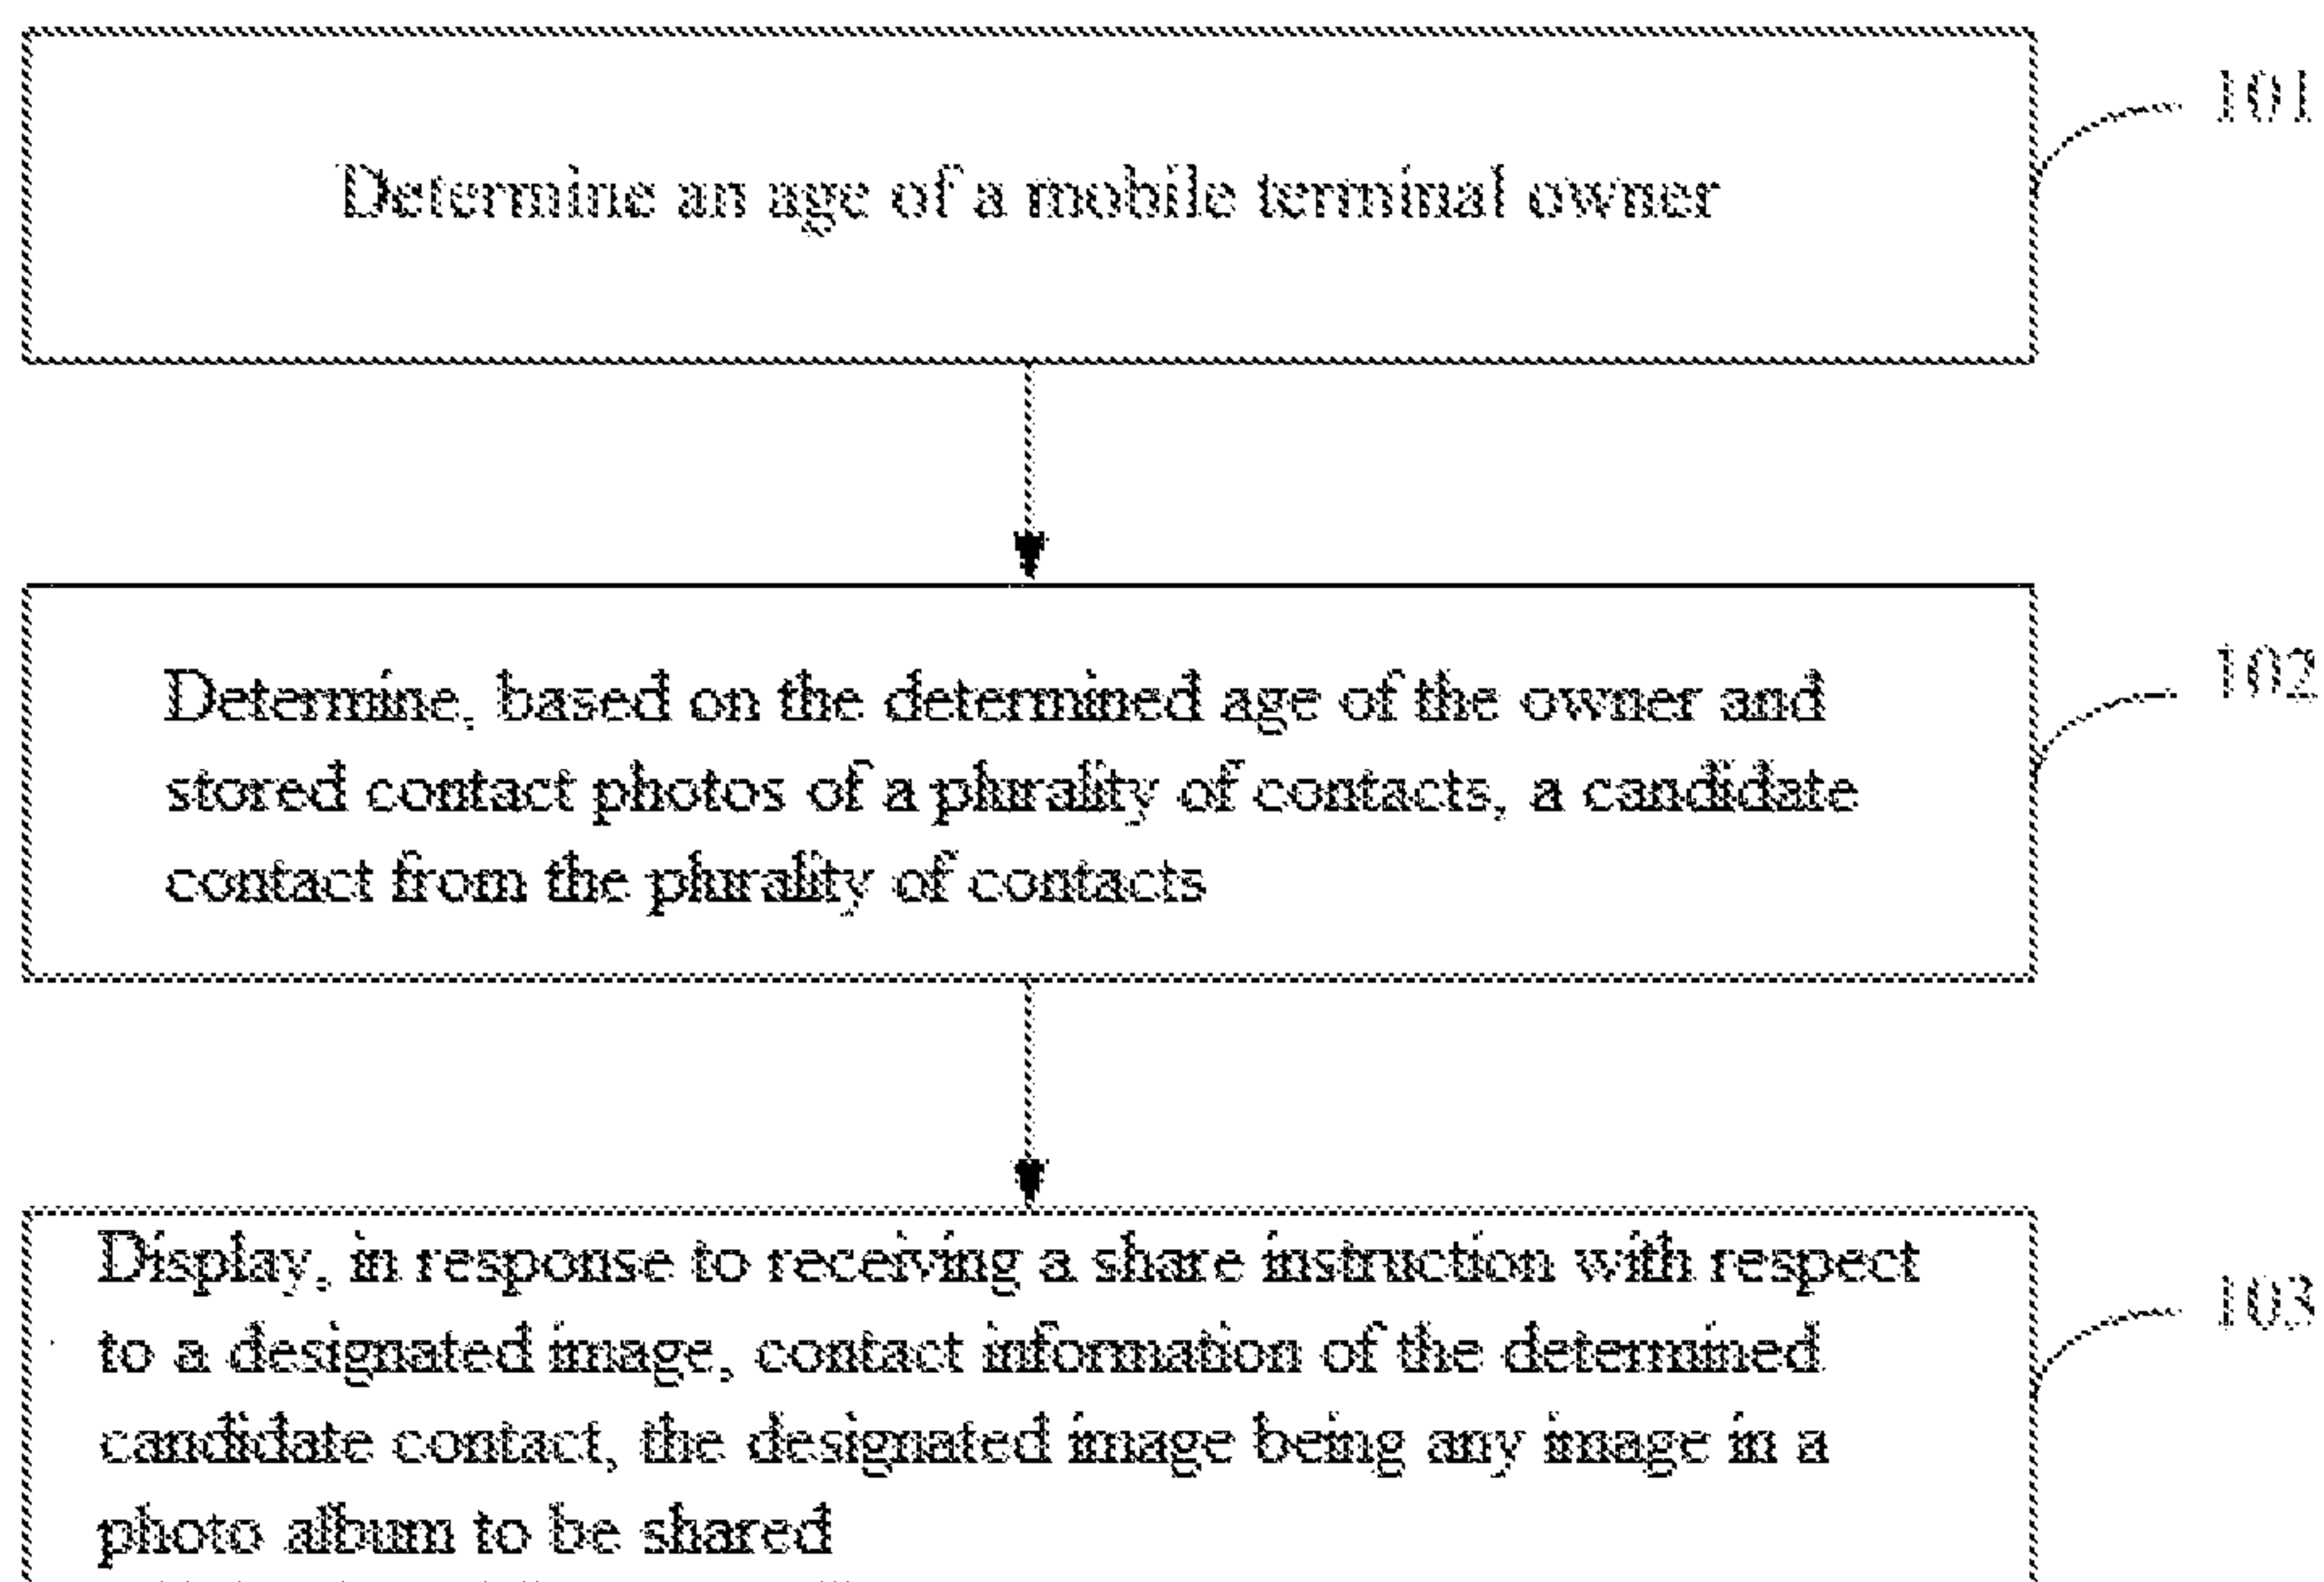 101
Determine an age of a mobile terminal owner
102
Determine, based on the determined age of the owner and
stored contact photos of a plurality of contacts, a candidate
contact from the plurality of contacts
103
Display, in response to receiving a share instruction with respect
to a designated image, contact information of the determined
candidate contact, the designated image being any image in a
photo album to be shared